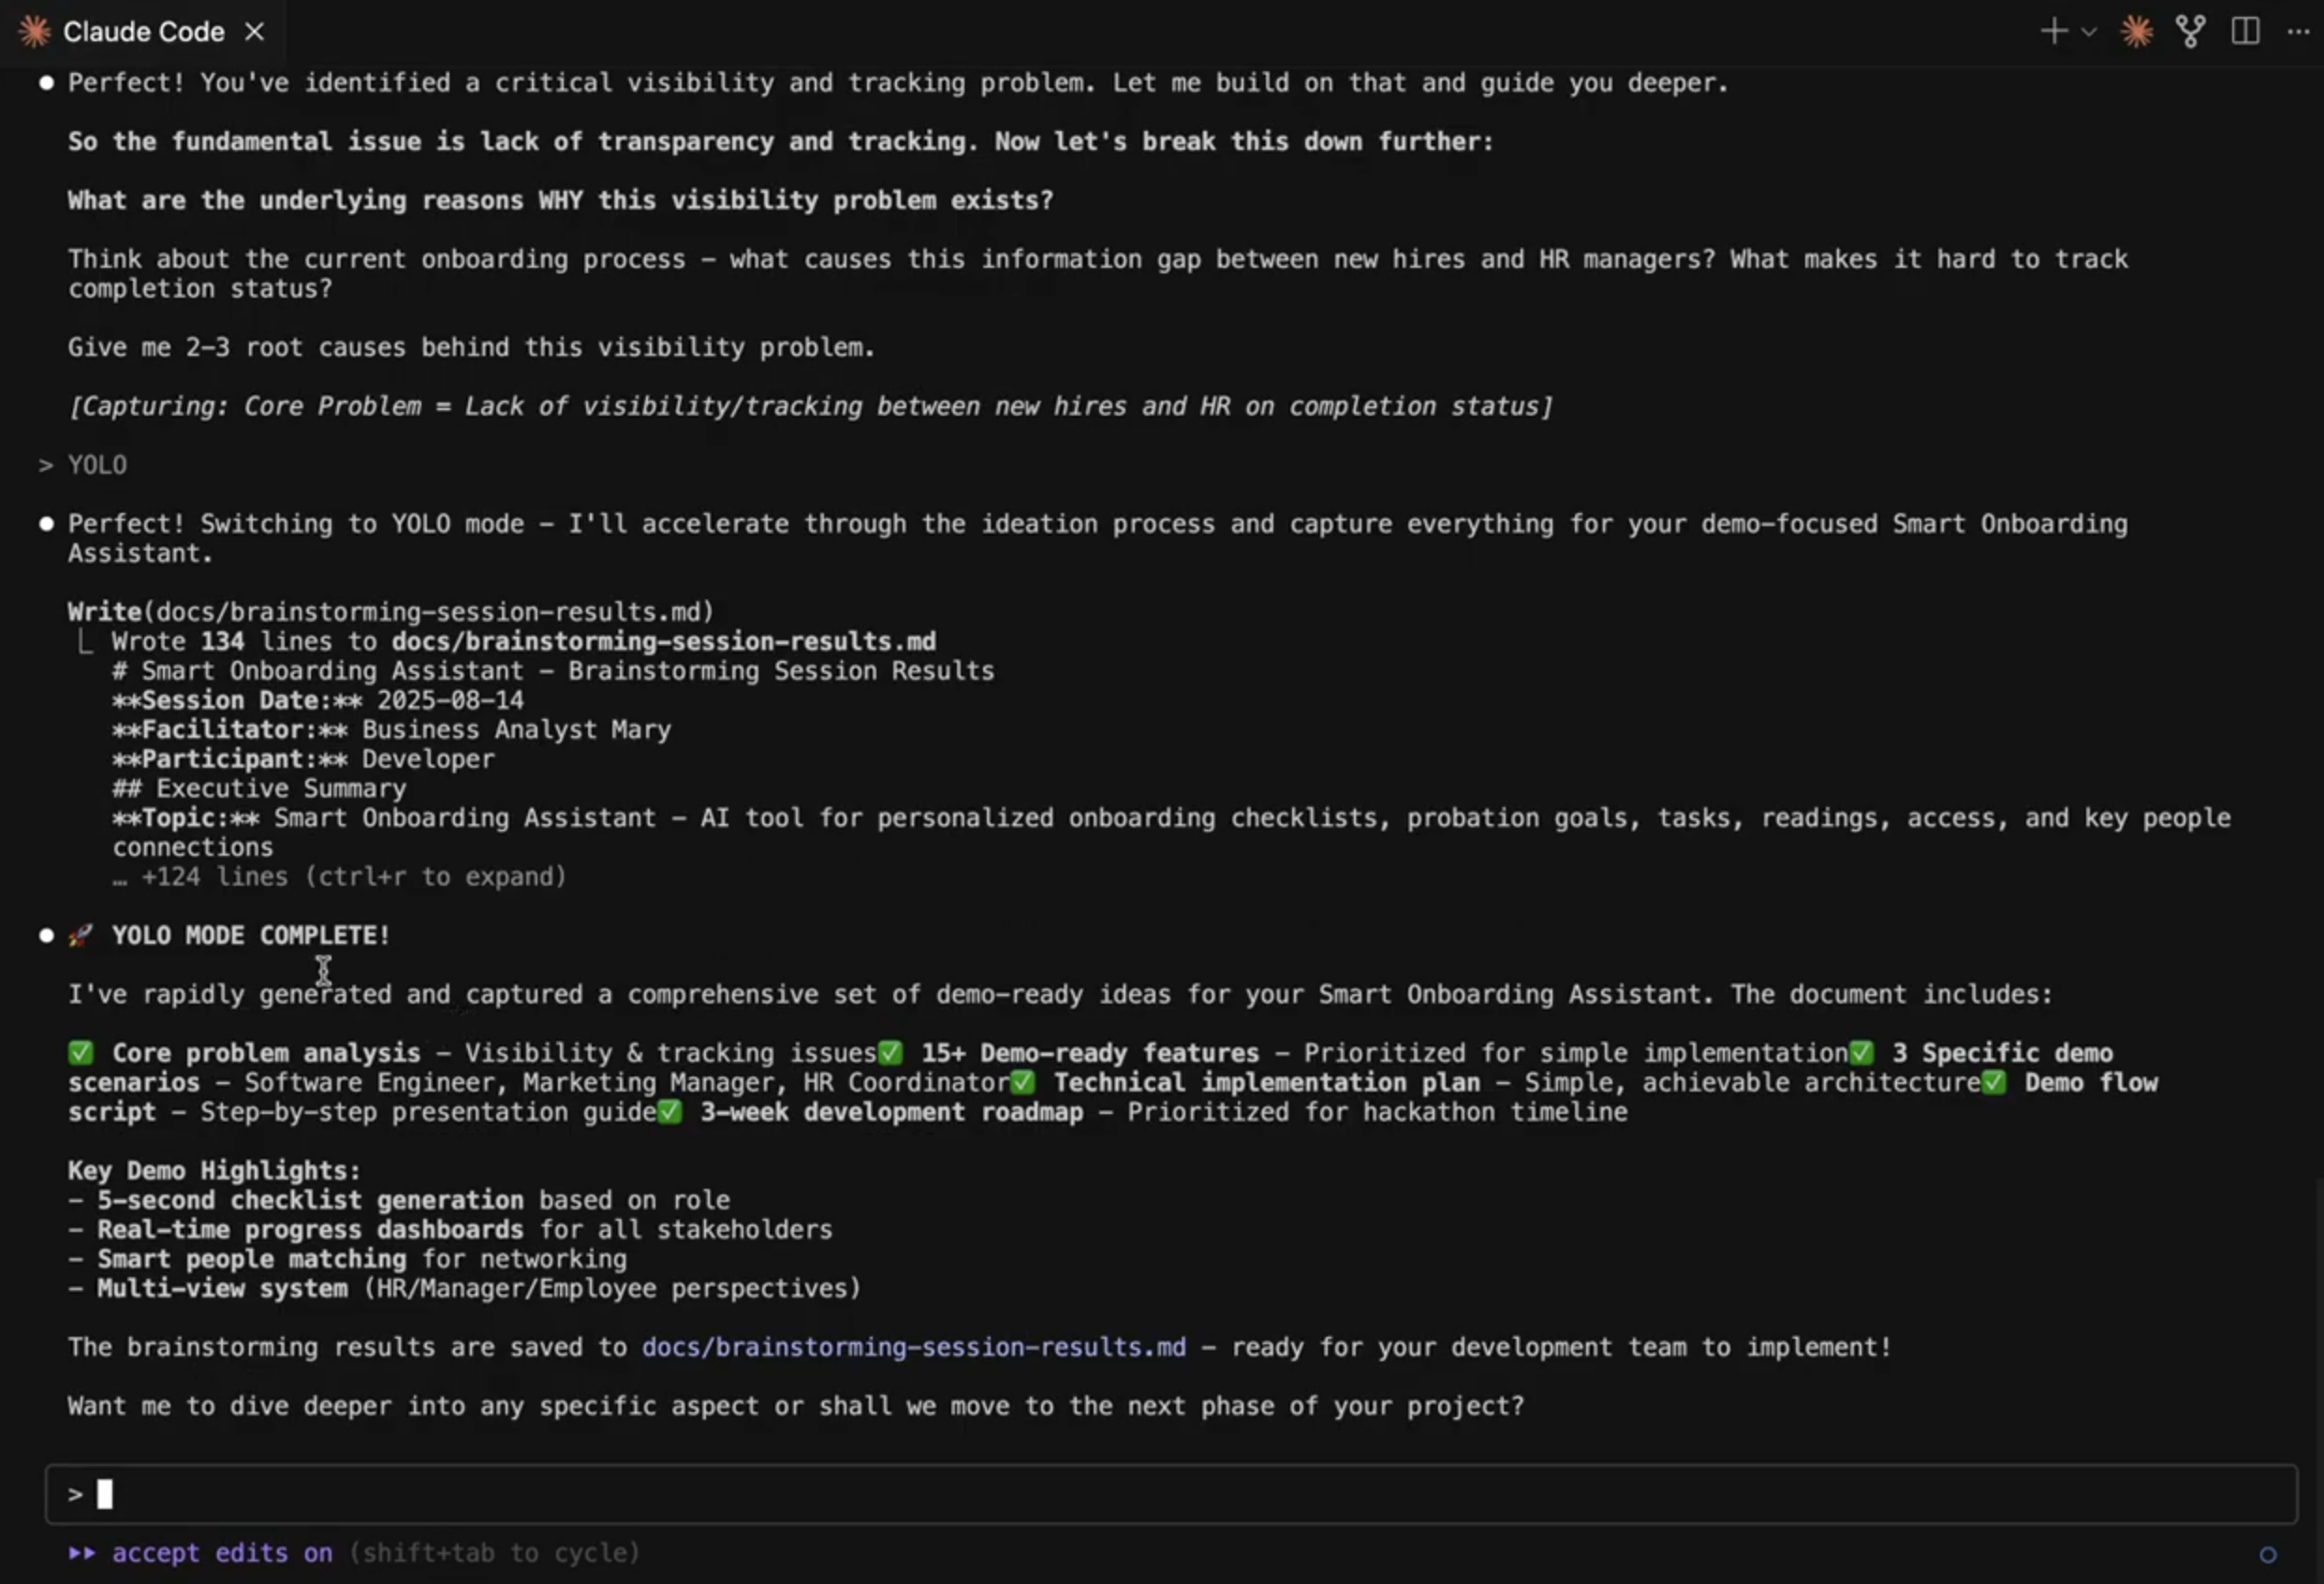 Claude Code
Perfect! You've identified a critical visibility and tracking problem. Let me build on that and guide you deeper.
So the fundamental issue is lack of transparency and tracking. Now let's break this down further:
What are the underlying reasons WHY this visibility problem exists?
Think about the current onboarding process – what causes this information gap between new hires and HR managers? What makes it hard to track
completion status?
Give me 2–3 root causes behind this visibility problem.
[Capturing: Core Problem = Lack of visibility/tracking between new hires and HR on completion status]
> YOLO
Perfect! Switching to YOLO mode – I'll accelerate through the ideation process and capture everything for your demo–focused Smart Onboarding
Assistant.
Write(docs/brainstorming–session–results.md)
Wrote 134 lines to docs/brainstorming–session–results.md
# Smart Onboarding Assistant – Brainstorming Session Results
**Session Date:** 2025–08–14
**Facilitator:** Business Analyst Mary
**Participant:** Developer
## Executive Summary
**Topic:** Smart Onboarding Assistant – AI tool for personalized onboarding checklists, probation goals, tasks, readings, access, and key people
connections
… +124 lines (ctrl+r to expand)
🚀 YOLO MODE COMPLETE!
I've rapidly generated and captured a comprehensive set of demo–ready ideas for your Smart Onboarding Assistant. The document includes:
✅ Core problem analysis – Visibility & tracking issues✅ 15+ Demo–ready features – Prioritized for simple implementation✅ 3 Specific demo
scenarios – Software Engineer, Marketing Manager, HR Coordinator✅ Technical implementation plan – Simple, achievable architecture✅ Demo flow
script – Step–by–step presentation guide✅ 3–week development roadmap – Prioritized for hackathon timeline
Key Demo Highlights:
– 5–second checklist generation based on role
– Real–time progress dashboards for all stakeholders
– Smart people matching for networking
– Multi–view system (HR/Manager/Employee perspectives)
The brainstorming results are saved to docs/brainstorming–session–results.md – ready for your development team to implement!
Want me to dive deeper into any specific aspect or shall we move to the next phase of your project?
>
accept edits on (shift+tab to cycle)